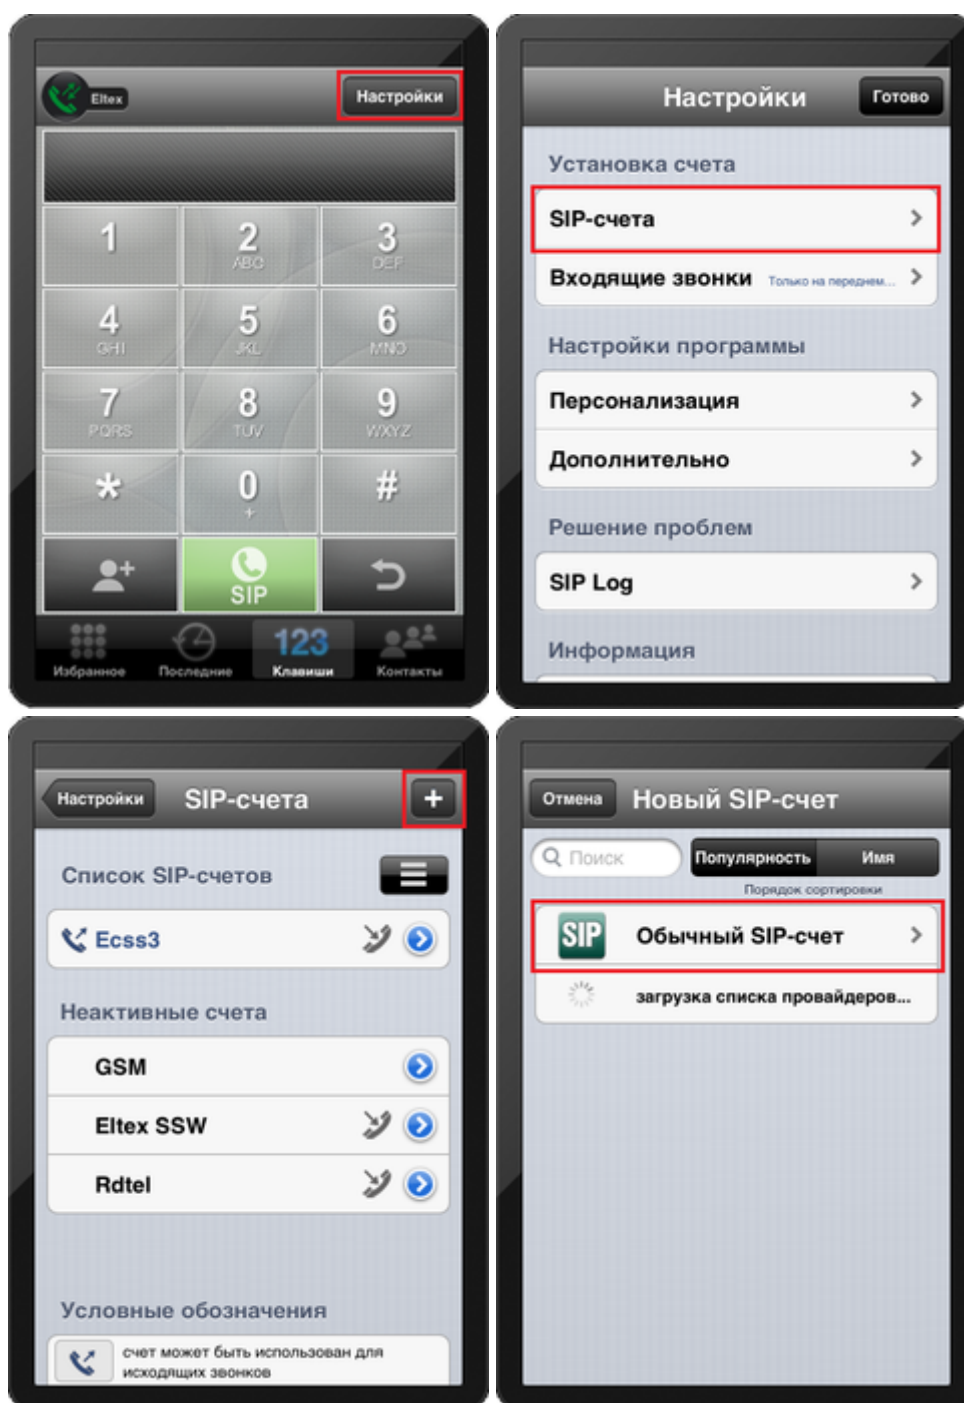 Eltex
Настройки
1
2
ABC
3
DEF
4
GHI
5
JKL
6
MNO
7
PQRS
8
TUV
9
WXYZ
*
0
+
#
SIP
Избранное
Последние
123
Клавиши
Контакты
Настройки
Готово
Установка счета
SIP-счета
Входящие звонки Только на переднем...
Настройки программы
Персонализация
Дополнительно
Решение проблем
SIP Log
Информация
Настройки
SIP-счета
+
Список SIP-счетов
Ecss3
Неактивные счета
GSM
Eltex SSW
Rdtel
Условные обозначения
счет может быть использован для
исходящих звонков
Отмена
Новый SIP-счет
Поиск
Популярность
Имя
Порядок сортировки
SIP
Обычный SIP-счет
загрузка списка провайдеров...